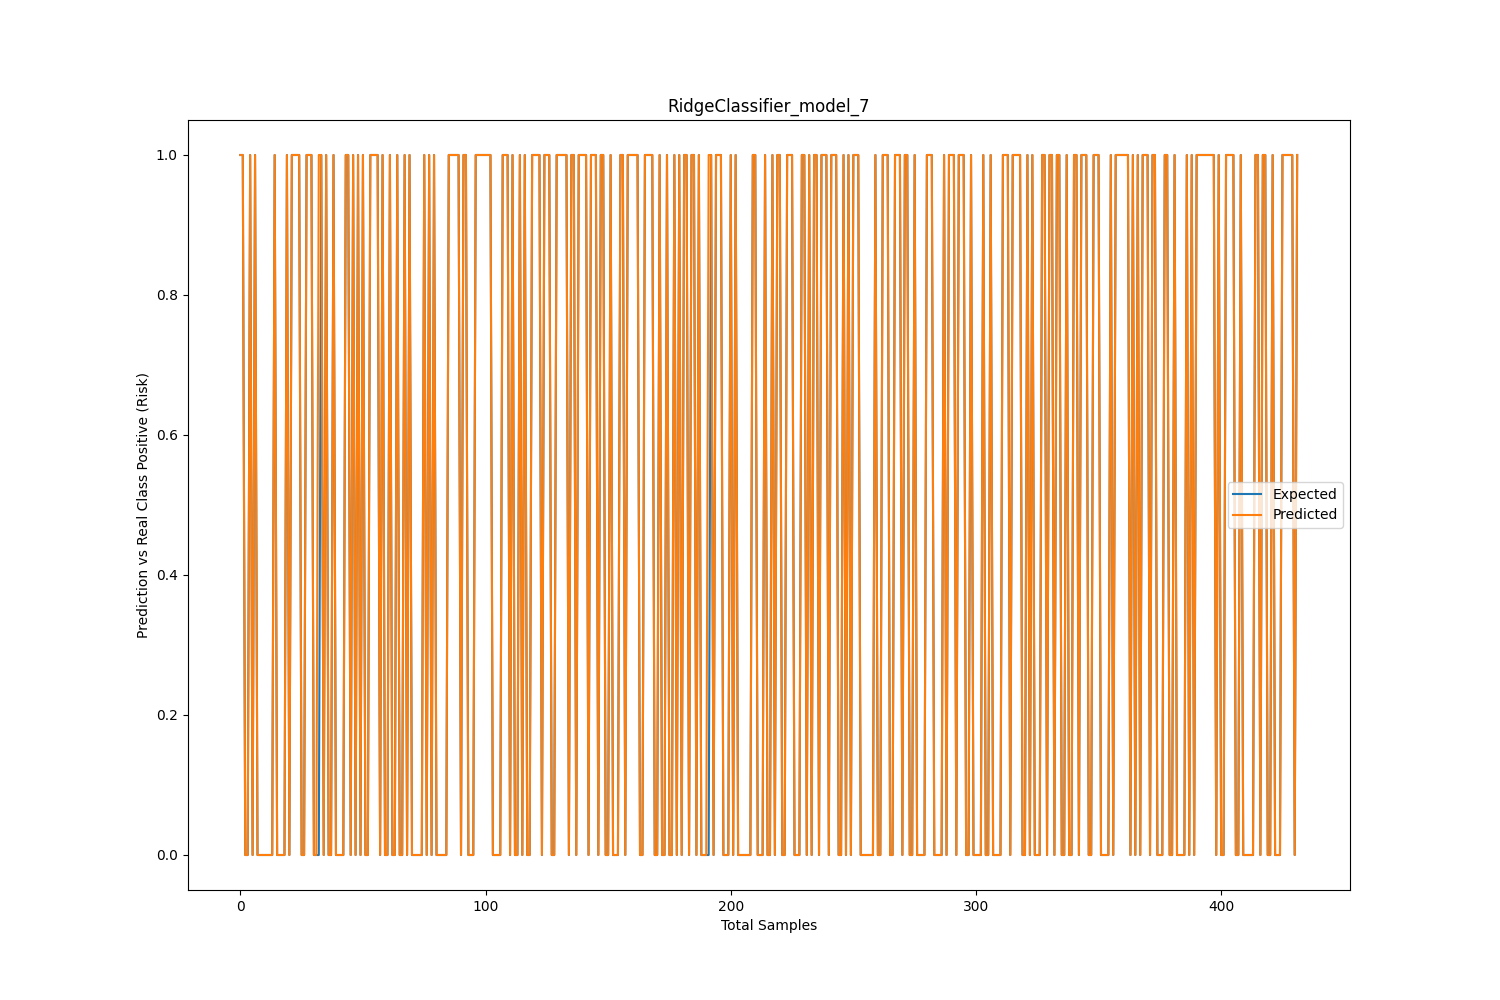 RidgeClassifier_model_7
1.0
0.8
0.6
0.4
0.2
0.0
Prediction vs Real Class Positive (Risk)
Expected
Predicted
0
100
200
300
400
Total Samples